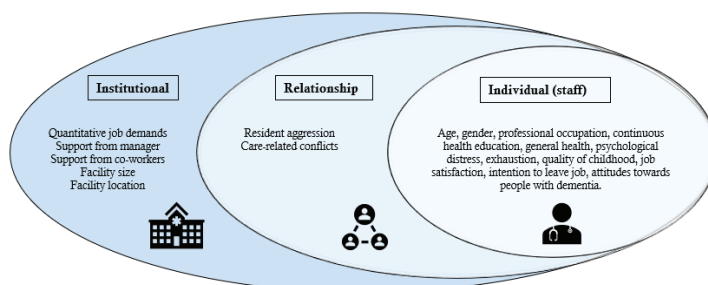 Institutional
Quantitative job demands
Support from manager
Support from co-workers
Facility size
Facility location
Relationship
Resident aggression
Care-related conflicts
Individual (staff)
Age, gender, professional occupation, continuous
health education, general health, psychological
distress, exhaustion, quality of childhood, job
satisfaction, intention to leave job, attitudes towards
people with dementia.